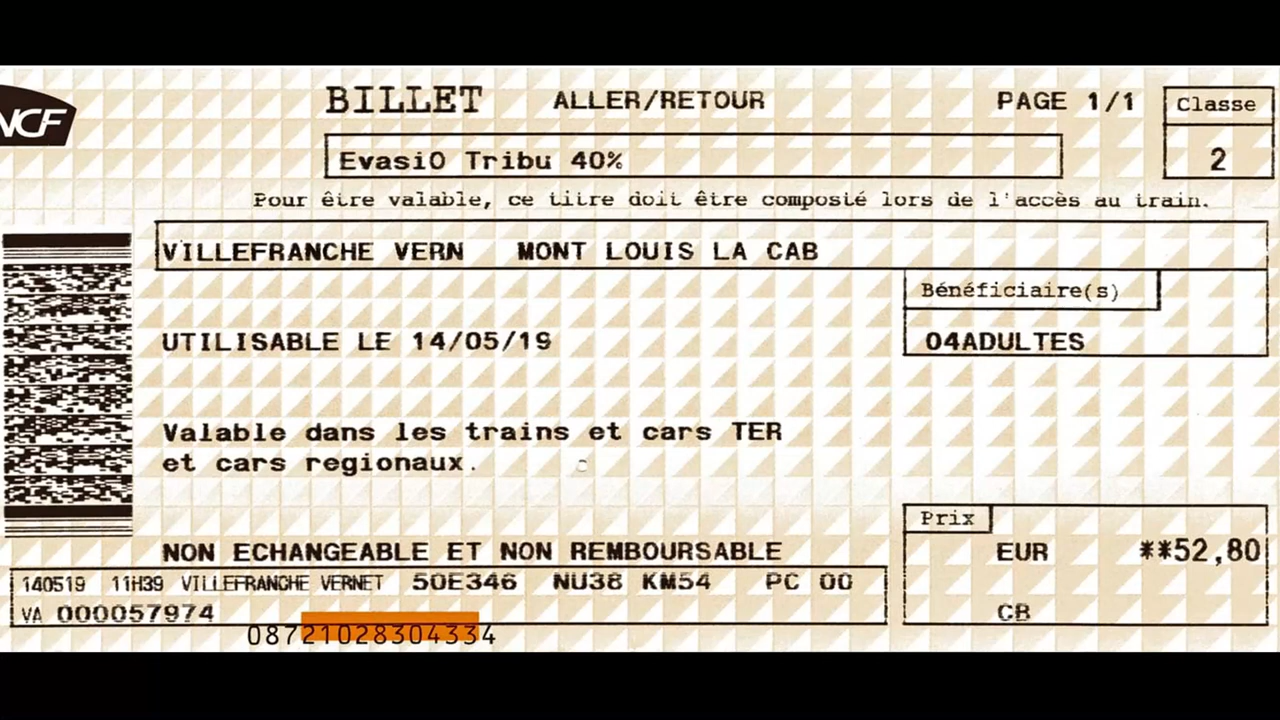 NCF
BILLET ALLER/RETOUR PAGE 1/1 Classe
EvasiO Tribu 40% 2
Pour être valable, ce titre doit être composté lors de l'accès au train.
VILLEFRANCHE VERN MONT LOUIS LA CAB
Bénéficiaire(s)
UTILISABLE LE 14/05/19 04ADULTES
Valable dans les trains et cars TER
et cars regionaux.
Prix
NON ECHANGEABLE ET NON REMBOURSABLE EUR **52,80
140519 11H39 VILLEFRANCHE VERNET 50E346 NU38 KM54 PC 00
VA 000057974 CB
08721028304334